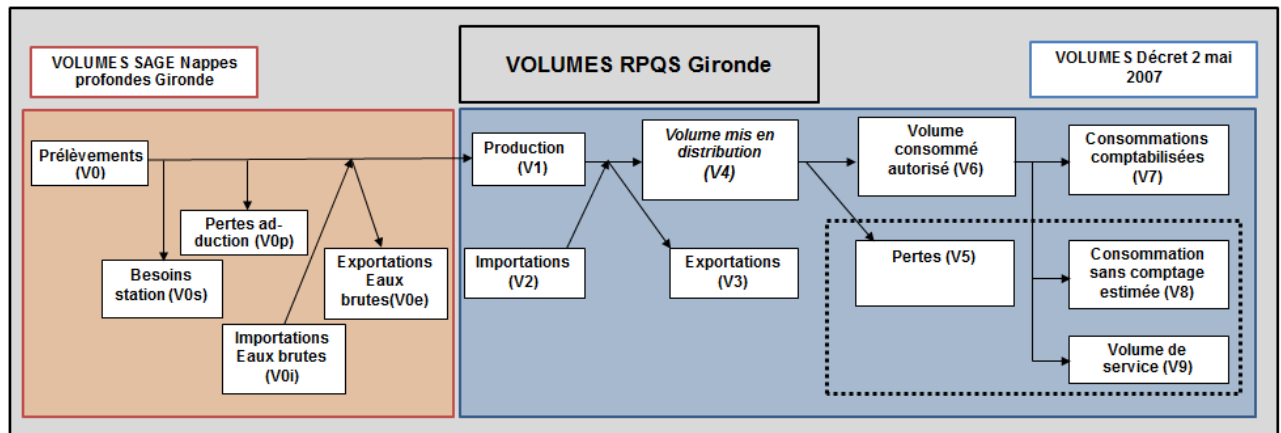 VOLUMES SAGE Nappes
profondes Gironde
VOLUMES RPQS Gironde
VOLUMES Décret 2 mai
2007
Prélèvements
(V0)
Pertes ad-
duction (V0p)
Besoins
station (V0s)
Importations
Eaux brutes
(V0i)
Exportations
Eaux
brutes(V0e)
Production
(V1)
Importations
(V2)
Volume mis en
distribution
(V4)
Exportations
(V3)
Volume
consommé
autorisé (V6)
Pertes (V5)
Consommations
comptabilisées
(V7)
Consommation
sans comptage
estimée (V8)
Volume de
service (V9)